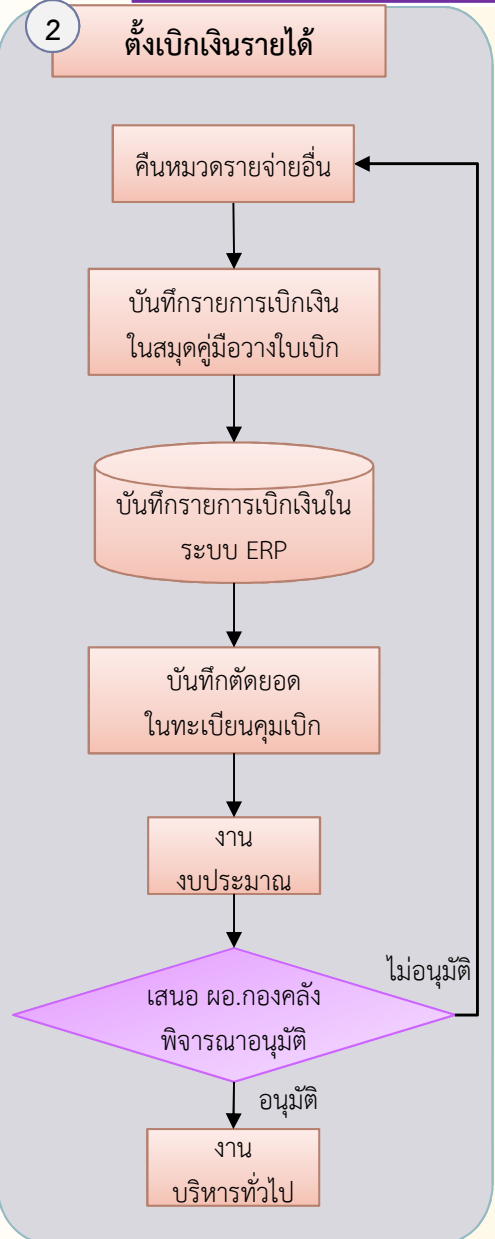 2
ตั้งเบิกเงินรายได้
คืนหมวดรายจ่ายอื่น
บันทึกรายการเบิกเงิน
ในสมุดคู่มือวางใบเบิก
บันทึกรายการเบิกเงินใน
ระบบ ERP
บันทึกตัดยอด
ในทะเบียนคุมเบิก
งาน
งบประมาณ
ไม่อนุมัติ
เสนอ ผอ.กองคลัง
พิจารณาอนุมัติ
อนุมัติ
งาน
บริหารทั่วไป